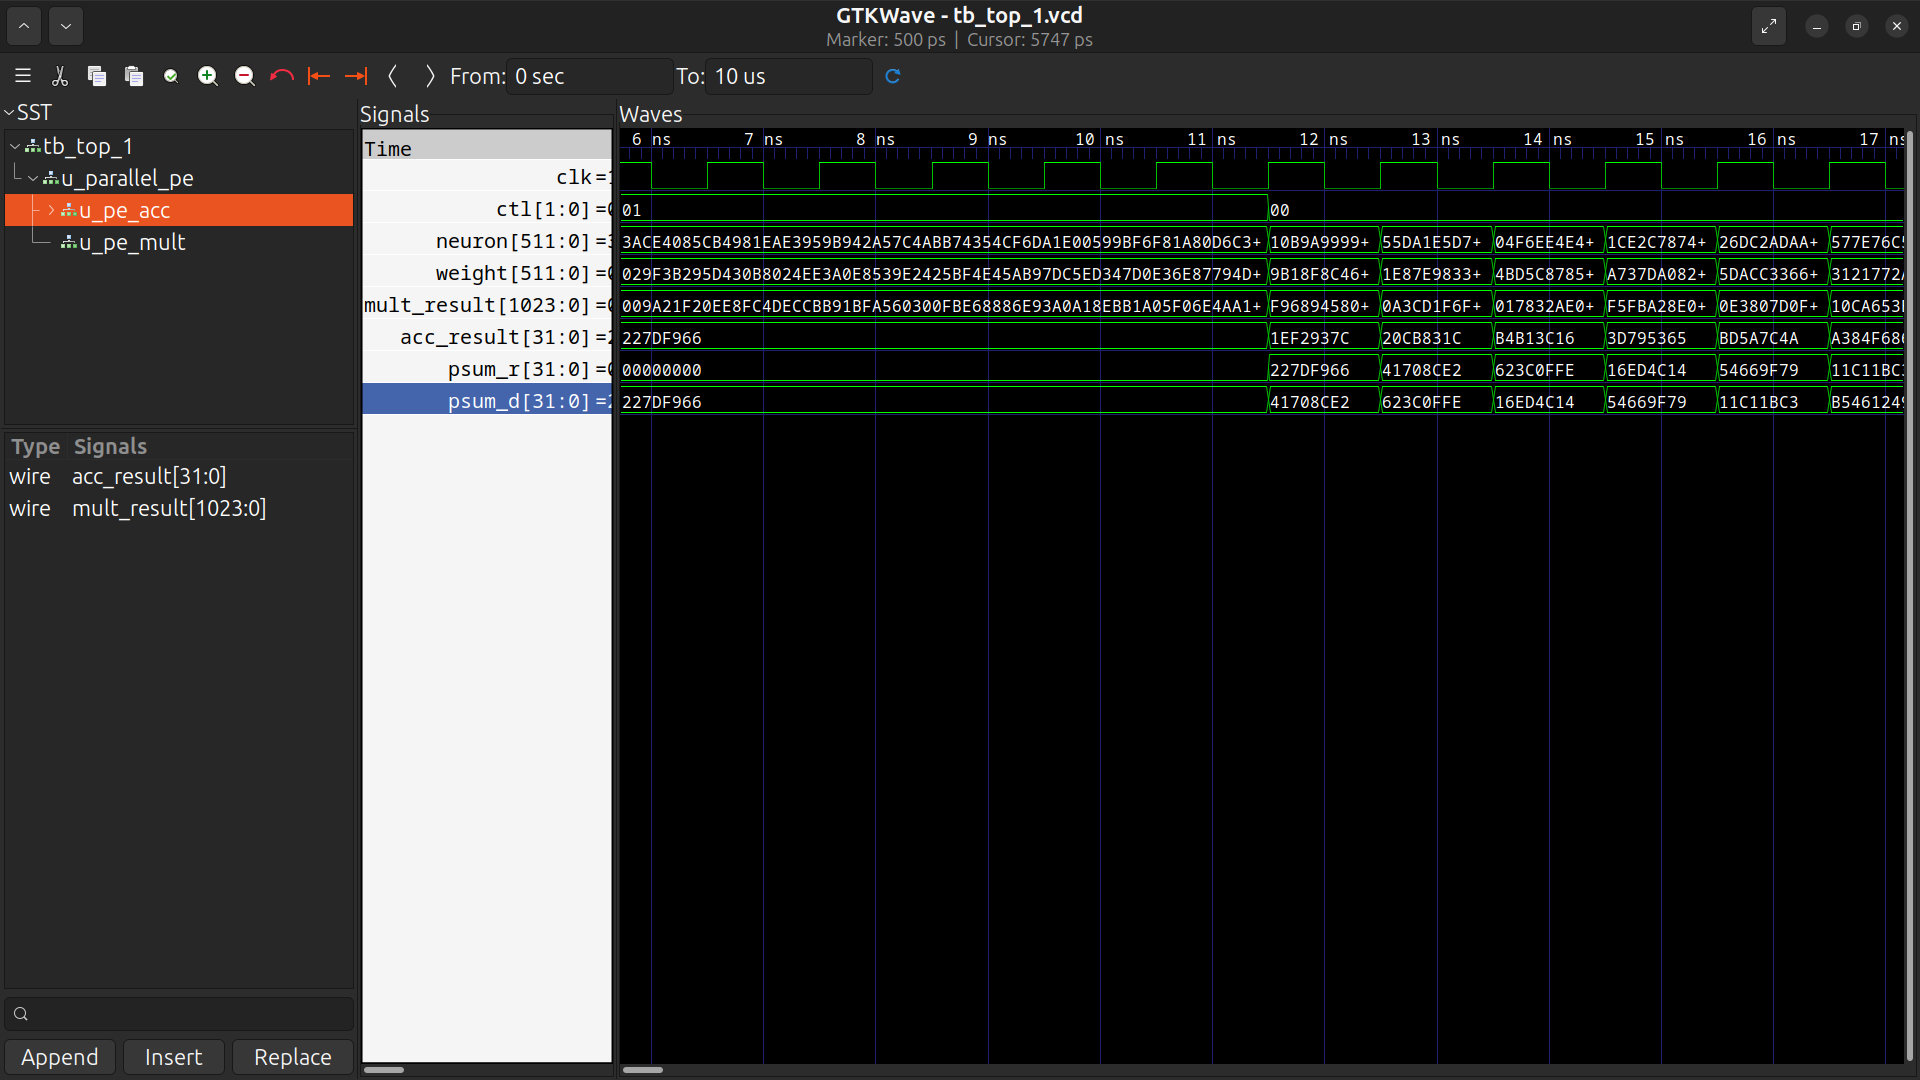 GTKWave - tb_top_1.vcd
Marker: 500 ps | Cursor: 5747 ps
From: 0 sec To: 10 us
SST
tb_top_1
u_parallel_pe
u_pe_acc
u_pe_mult
Type Signals
wire acc_result[31:0]
wire mult_result[1023:0]
Append Insert Replace
Signals
Time
clk=1
ctl[1:0]=0
neuron[511:0]=3
weight[511:0]=0
mult_result[1023:0]=0
acc_result[31:0]=2
psum_r[31:0]=0
psum_d[31:0]=2
Waves
6 ns 7 ns 8 ns 9 ns 10 ns 11 ns 12 ns 13 ns 14 ns 15 ns 16 ns 17 ns
01 00
3ACE4085CB4981EAE3959B942A57C4ABB74354CF6DA1E00599BF6F81A80D6C3+ 10B9A9999+ 55DA1E5D7+ 04F6EE4E4+ 1CE2C7874+ 26DC2ADAA+ 577E76C5
029F3B295D430B8024EE3A0E8539E2425BF4E45AB97DC5ED347D0E36E87794D+ 9B18F8C46+ 1E87E9833+ 4BD5C8785+ A737DA082+ 5DACC3366+ 3121772A
009A21F20EE8FC4DECCBB91BFA560300FBE68886E93A0A18EBB1A05F06E4AA1+ F96894580+ 0A3CD1F6F+ 017832AE0+ F5FBA28E0+ 0E3807D0F+ 10CA653
227DF966 1EF2937C 20CB831C B4B13C16 3D795365 BD5A7C4A A384F686
00000000 227DF966 41708CE2 623C0FFE 16ED4C14 54669F79 11C11BC3
227DF966 41708CE2 623C0FFE 16ED4C14 54669F79 11C11BC3 B5461249